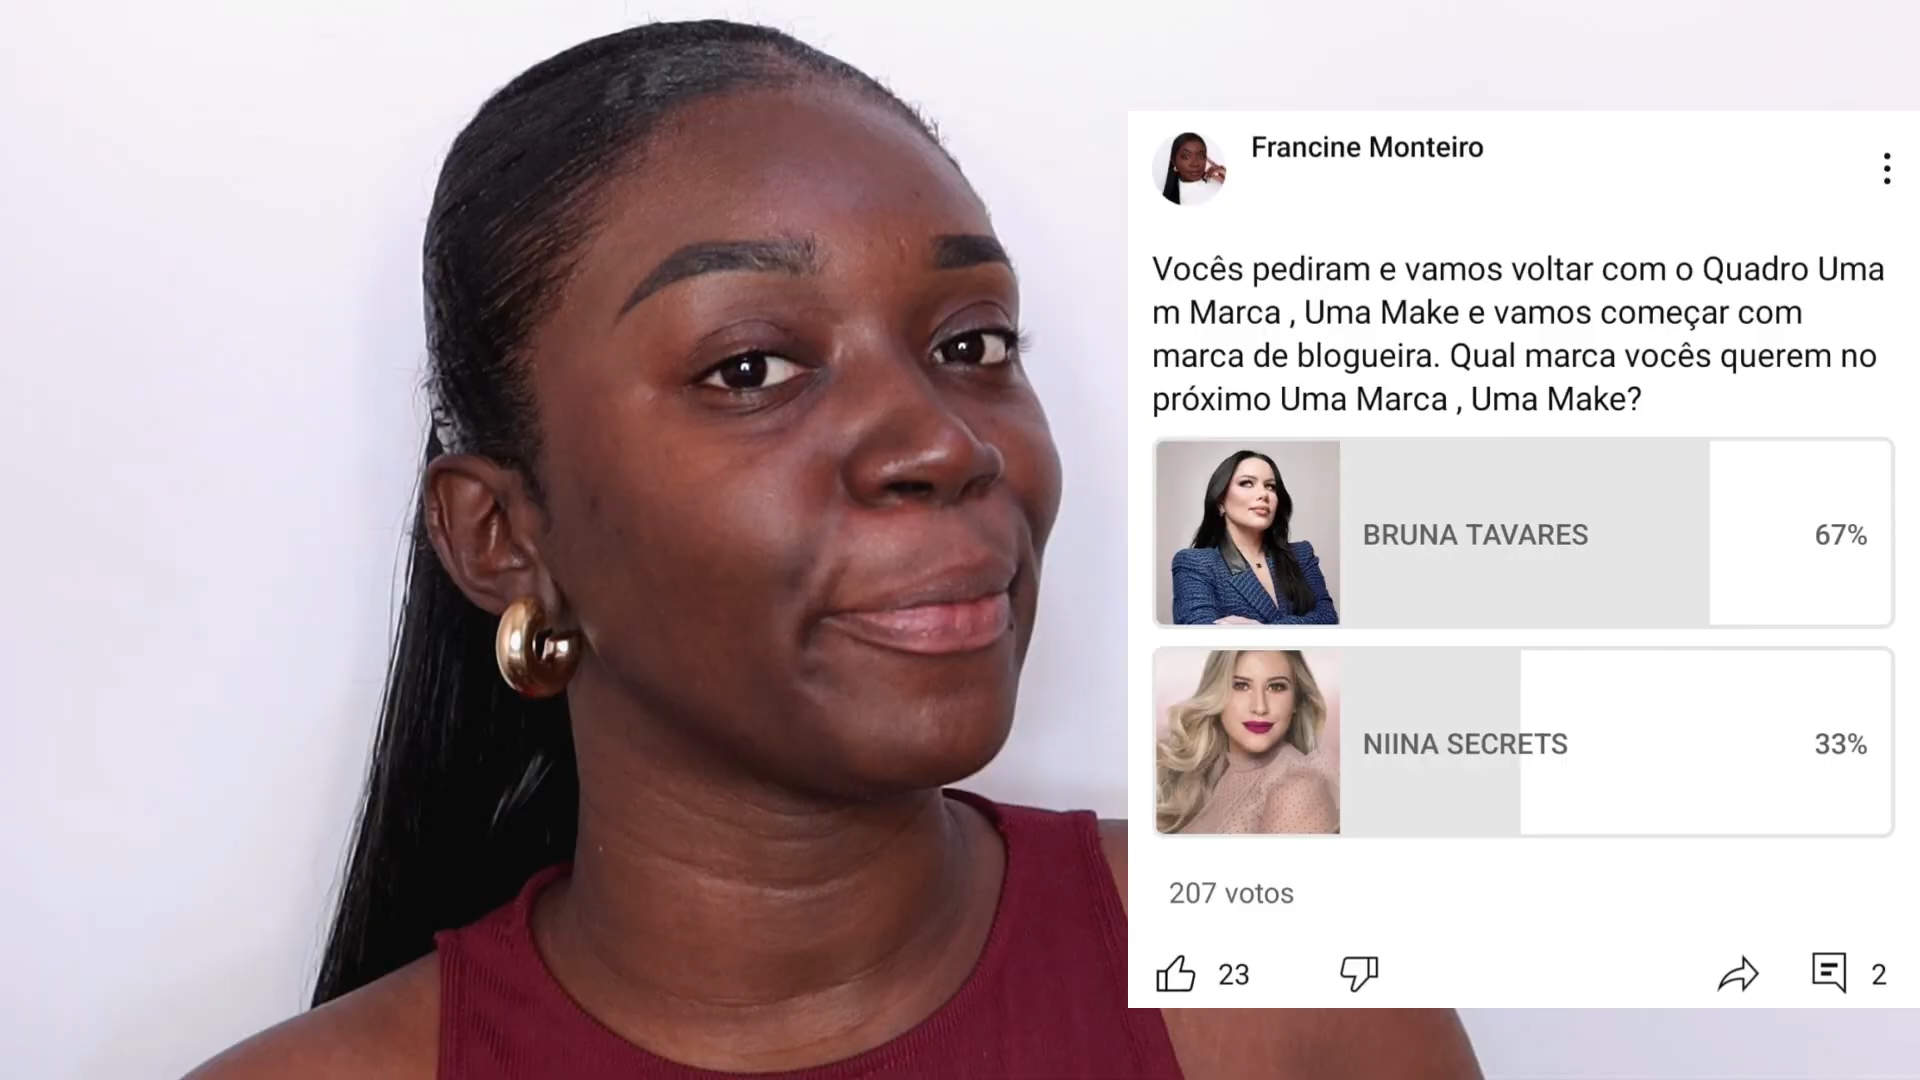 Francine Monteiro
Vocês pediram e vamos voltar com o Quadro Uma
m Marca , Uma Make e vamos começar com
marca de blogueira. Qual marca vocês querem no
próximo Uma Marca , Uma Make?
BRUNA TAVARES 67%
NIINA SECRETS 33%
207 votos
23 2